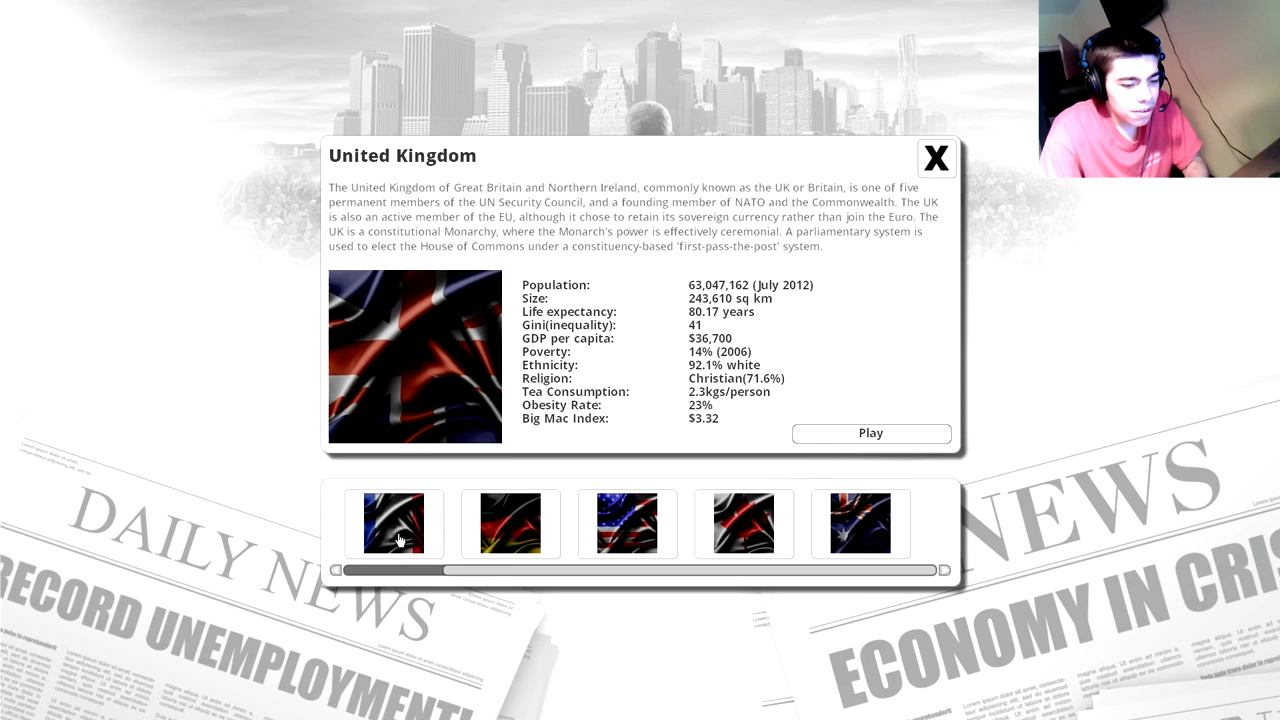 United Kingdom
X
The United Kingdom of Great Britain and Northern Ireland, commonly known as the UK or Britain, is one of five
permanent members of the UN Security Council, and a founding member of NATO and the Commonwealth. The UK
is also an active member of the EU, although it chose to retain its sovereign currency rather than join the Euro. The
UK is a constitutional Monarchy, where the Monarch's power is effectively ceremonial. A parliamentary system is
used to elect the House of Commons under a constituency-based 'first-pass-the-post' system.
Population: 63,047,162 (July 2012)
Size: 243,610 sq km
Life expectancy: 80.17 years
Gini(inequality): 41
GDP per capita: $36,700
Poverty: 14% (2006)
Ethnicity: 92.1% white
Religion: Christian(71.6%)
Tea Consumption: 2.3kgs/person
Obesity Rate: 23%
Big Mac Index: $3.32
Play
DAILY NEWS
RECORD UNEMPLOYMENT!
NEWS
ECONOMY IN CRIS